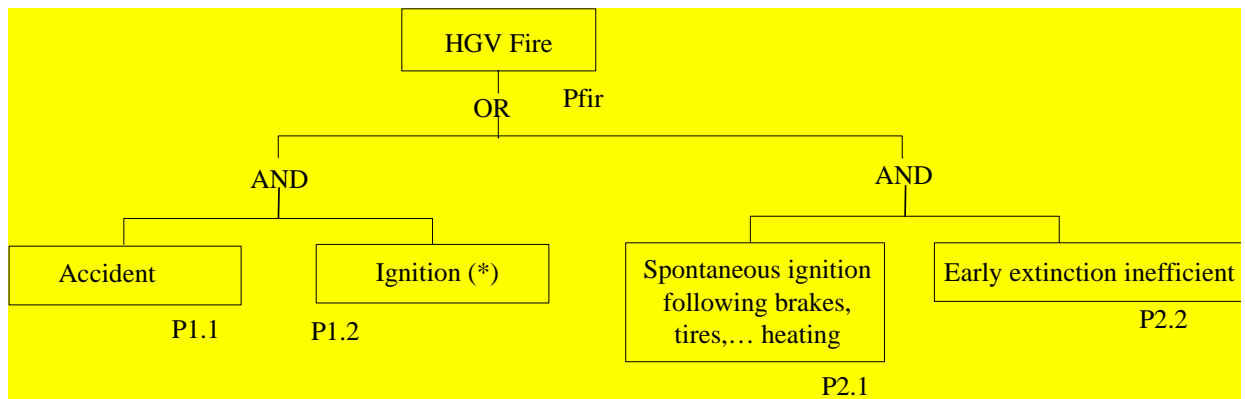 HGV Fire
OR
Pfir
AND
AND
Accident
Ignition (*)
Spontaneous ignition
following brakes,
tires,… heating
Early extinction inefficient
P1.1
P1.2
P2.1
P2.2